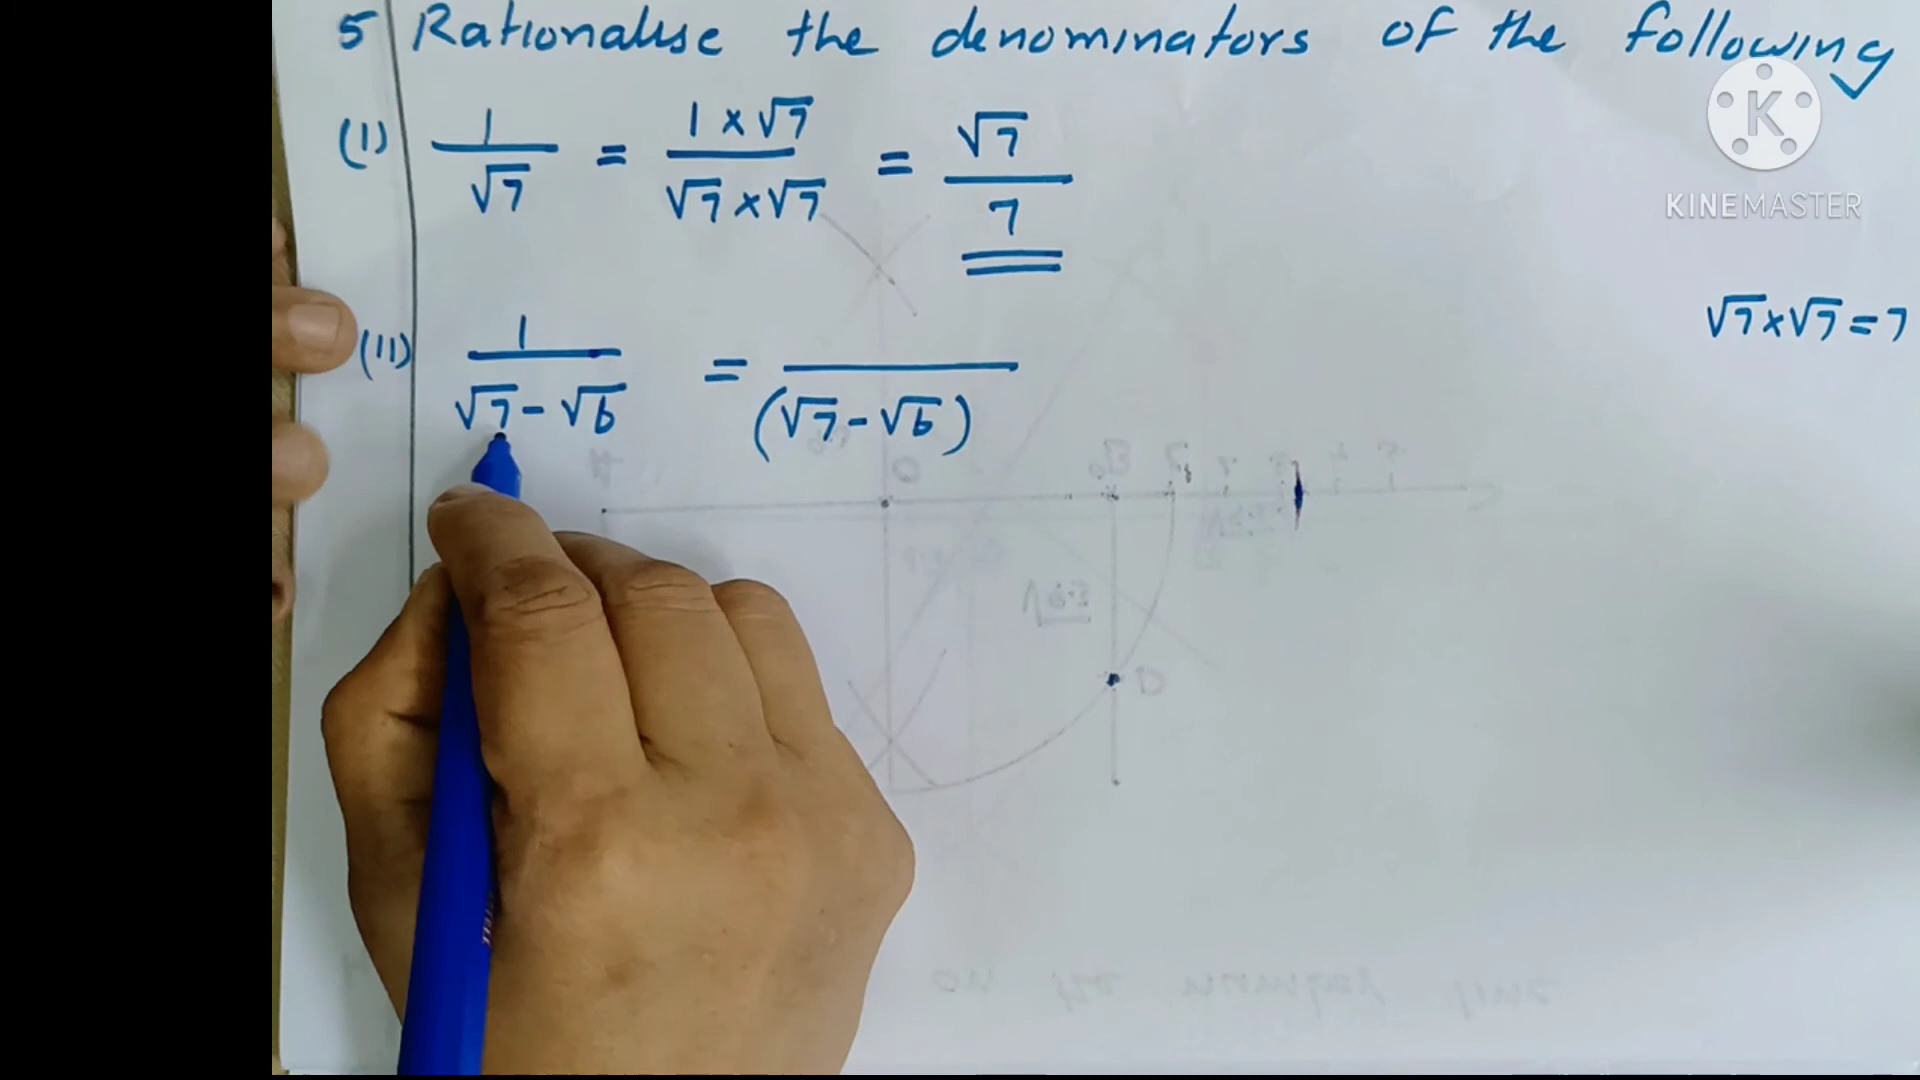 5 Rationalise the denominators of the following
(I) 1/√7 = 1 × √7/√7 × √7 = √7/7
√7 × √7 = 7
(II) 1/√7 - √6 = /(√7 - √6)
K
KINEMASTER